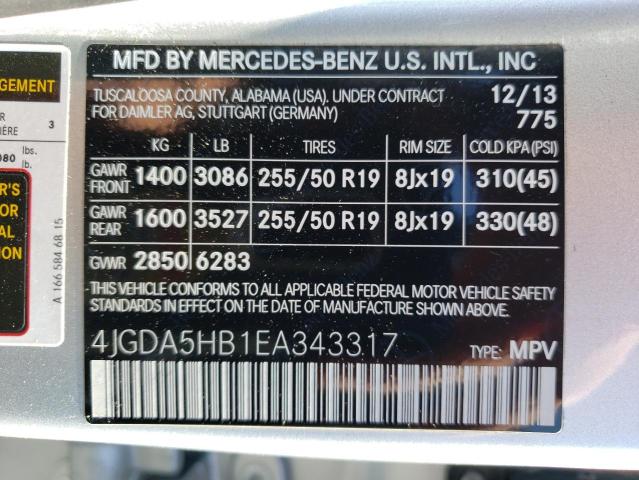 MFD BY MERCEDES-BENZ U.S. INTL., INC
TUSCALOOSA COUNTY, ALABAMA (USA). UNDER CONTRACT 12/13
FOR DAIMLER AG, STUTTGART (GERMANY) 775
KG LB TIRES RIM SIZE COLD KPA(PSI)
GAWR FRONT 1400 3086 255/50 R19 8Jx19 310(45)
GAWR REAR 1600 3527 255/50 R19 8Jx19 330(48)
GVWR 2850 6283
THIS VEHICLE CONFORMS TO ALL APPLICABLE FEDERAL MOTOR VEHICLE SAFETY
STANDARDS IN EFFECT ON THE DATE OF MANUFACTURE SHOWN ABOVE.
4JGDA5HB1EA343317 TYPE: MPV
3
lbs.
lb.
A 166 584 68 15